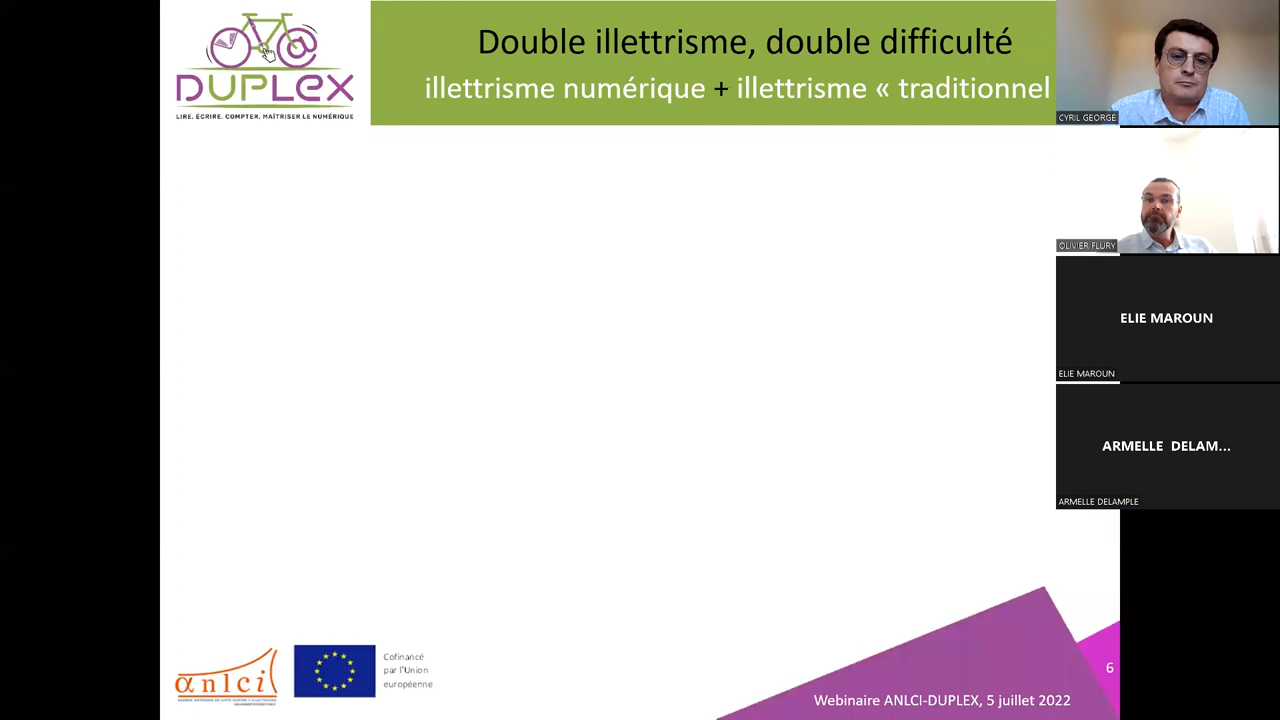 DUPLEX
LIRE, ÉCRIRE, COMPTER, MAÎTRISER LE NUMÉRIQUE
Double illettrisme, double difficulté
illettrisme numérique + illettrisme « traditionnel
CYRIL GEORGE
OLIVIER FLURY
ELIE MAROUN
ELIE MAROUN
ARMELLE DELAM...
ARMELLE DELAMPLE
anlci
Cofinancé
par l'Union
européenne
6
Webinaire ANLCI-DUPLEX, 5 juillet 2022